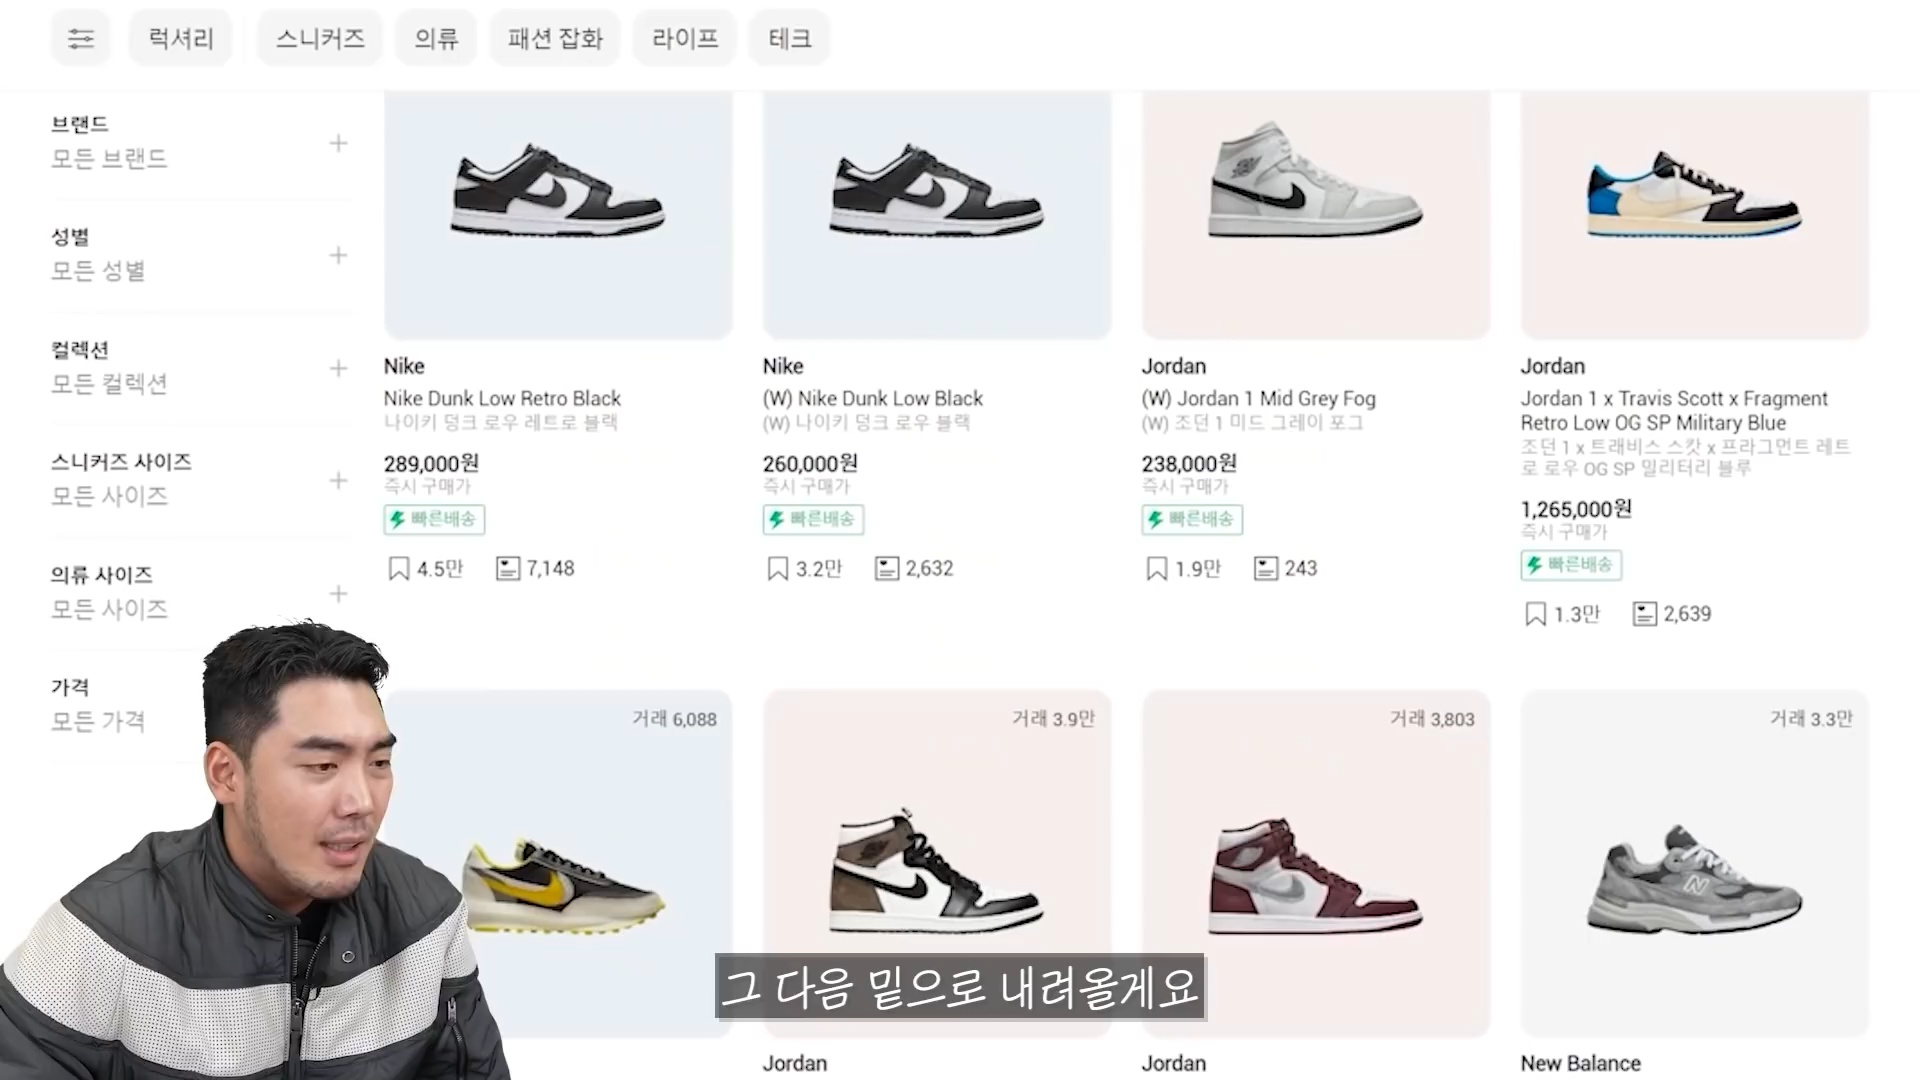 럭셔리
스니커즈
의류
패션 잡화
라이프
테크
브랜드
모든 브랜드
성별
모든 성별
컬렉션
모든 컬렉션
스니커즈 사이즈
모든 사이즈
의류 사이즈
모든 사이즈
가격
모든 가격
Nike
Nike Dunk Low Retro Black
나이키 덩크 로우 레트로 블랙
289,000원
즉시 구매가
빠른배송
4.5만 7,148
Nike
(W) Nike Dunk Low Black
(W) 나이키 덩크 로우 블랙
260,000원
즉시 구매가
빠른배송
3.2만 2,632
Jordan
(W) Jordan 1 Mid Grey Fog
(W) 조던 1 미드 그레이 포그
238,000원
즉시 구매가
빠른배송
1.9만 243
Jordan
Jordan 1 x Travis Scott x Fragment
Retro Low OG SP Military Blue
조던 1 x 트래비스 스캇 x 프라그먼트 레트
로 로우 OG SP 밀리터리 블루
1,265,000원
즉시 구매가
빠른배송
1.3만 2,639
거래 6,088
거래 3.9만
거래 3,803
거래 3.3만
N
그 다음 밑으로 내려올게요
Jordan
Jordan
New Balance